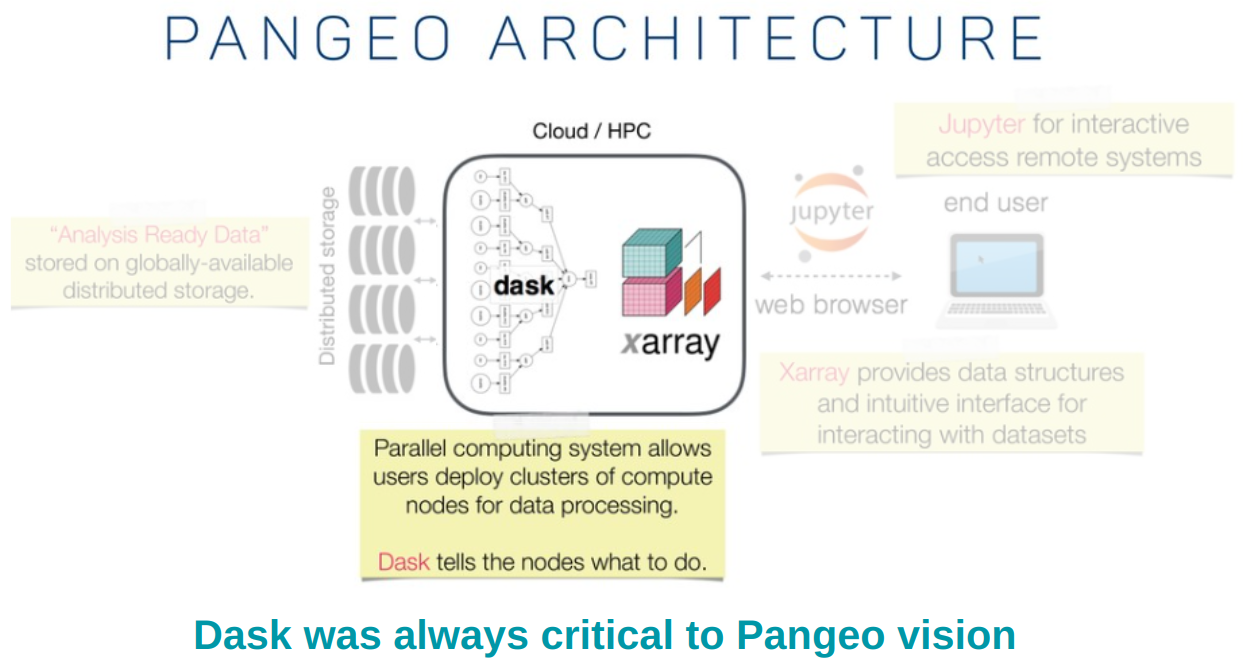 PANGEO ARCHITECTURE
Cloud / HPC
Jupyter for interactive
access remote systems
"Analysis Ready Data"
stored on globally-available
distributed storage.
Distributed storage
dask
xarray
jupyter
end user
web browser
Xarray provides data structures
and intuitive interface for
interacting with datasets
Parallel computing system allows
users deploy clusters of compute
nodes for data processing.
Dask tells the nodes what to do.
Dask was always critical to Pangeo vision